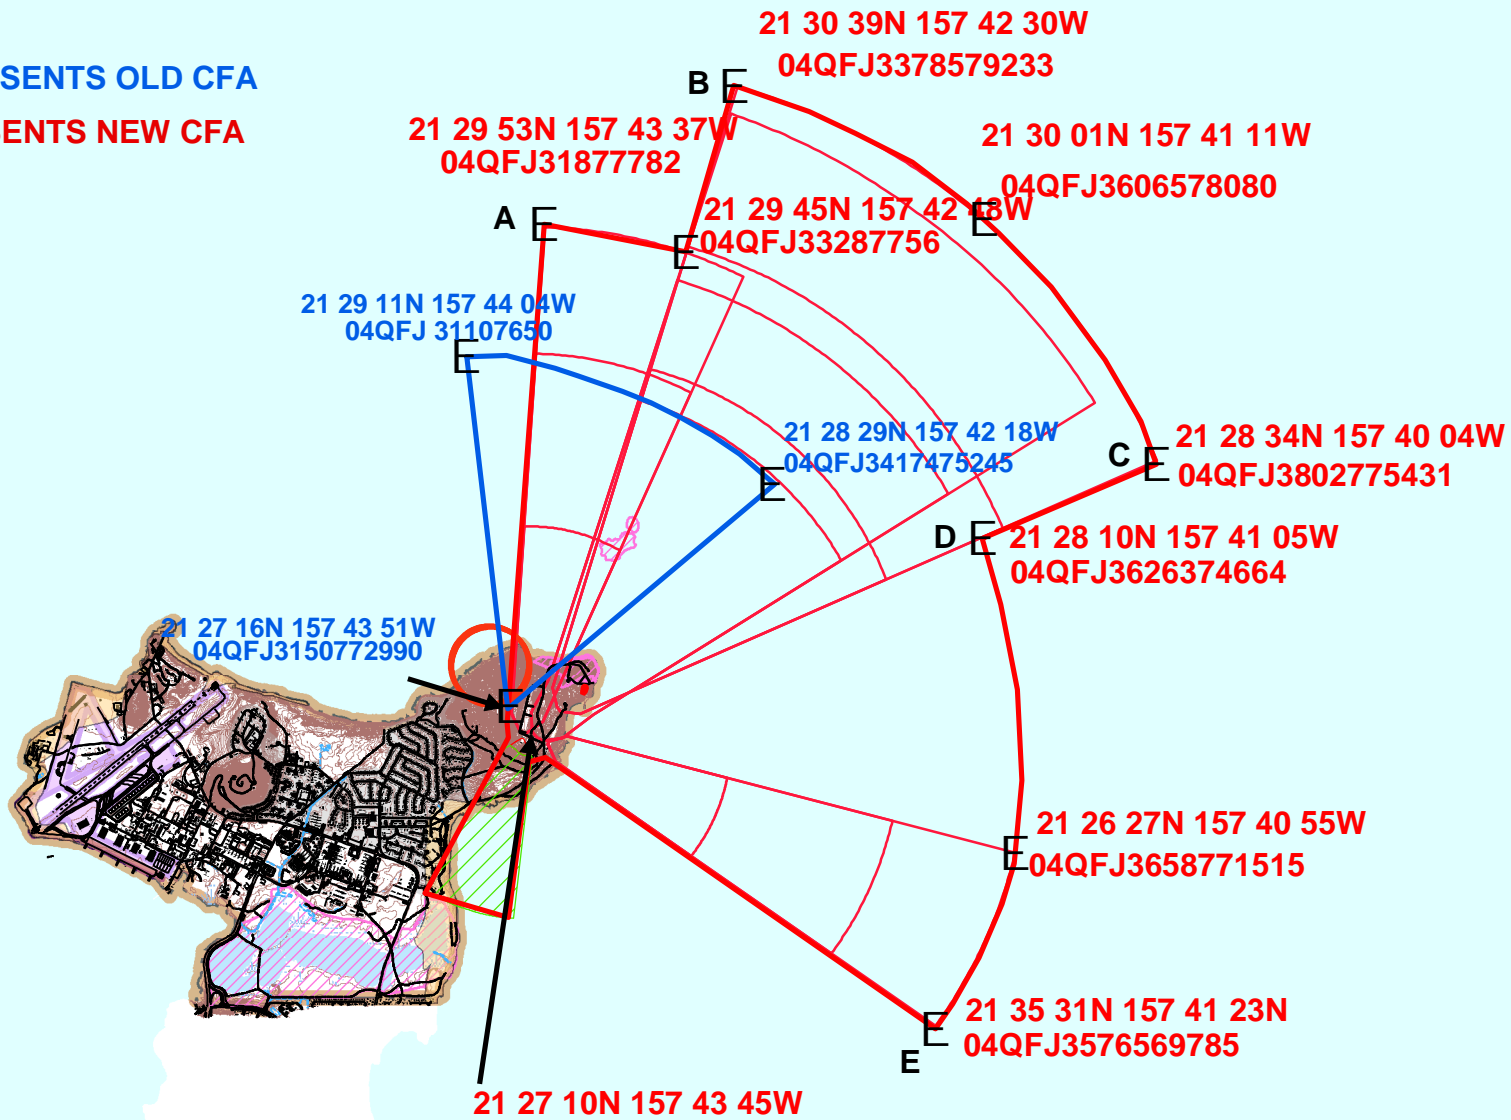 21 30 39N 157 42 30W
04QFJ3378579233
SENTS OLD CFA
B
E
ENTS NEW CFA
21 29 53N 157 43 37W
04QFJ31877782
21 30 01N 157 41 11W
04QFJ3606578080
A
E
E
21 29 45N 157 42 48W
04QFJ33287756
E
21 29 11N 157 44 04W
04QFJ 31107650
E
21 28 29N 157 42 18W
04QFJ3417475245
E
C
E
21 28 34N 157 40 04W
04QFJ3802775431
D
E
21 28 10N 157 41 05W
04QFJ3626374664
21 27 16N 157 43 51W
04QFJ3150772990
E
E
21 26 27N 157 40 55W
04QFJ3658771515
E
21 35 31N 157 41 23N
04QFJ3576569785
E
E
21 27 10N 157 43 45W